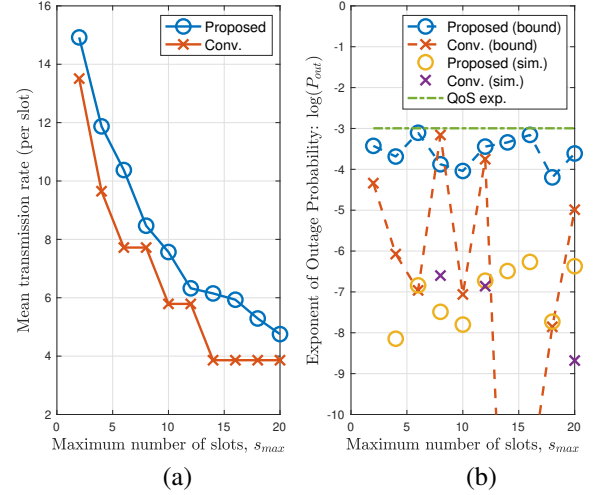 Proposed
Conv.
16
14
12
10
8
6
4
2
0
5
10
15
20
Mean transmission rate (per slot)
Maximum number of slots, s_max
(a)
Proposed (bound)
Conv. (bound)
Proposed (sim.)
Conv. (sim.)
QoS exp.
0
-1
-2
-3
-4
-5
-6
-7
-8
-9
-10
0
5
10
15
20
Exponent of Outage Probability: log(P_out)
Maximum number of slots, s_max
(b)